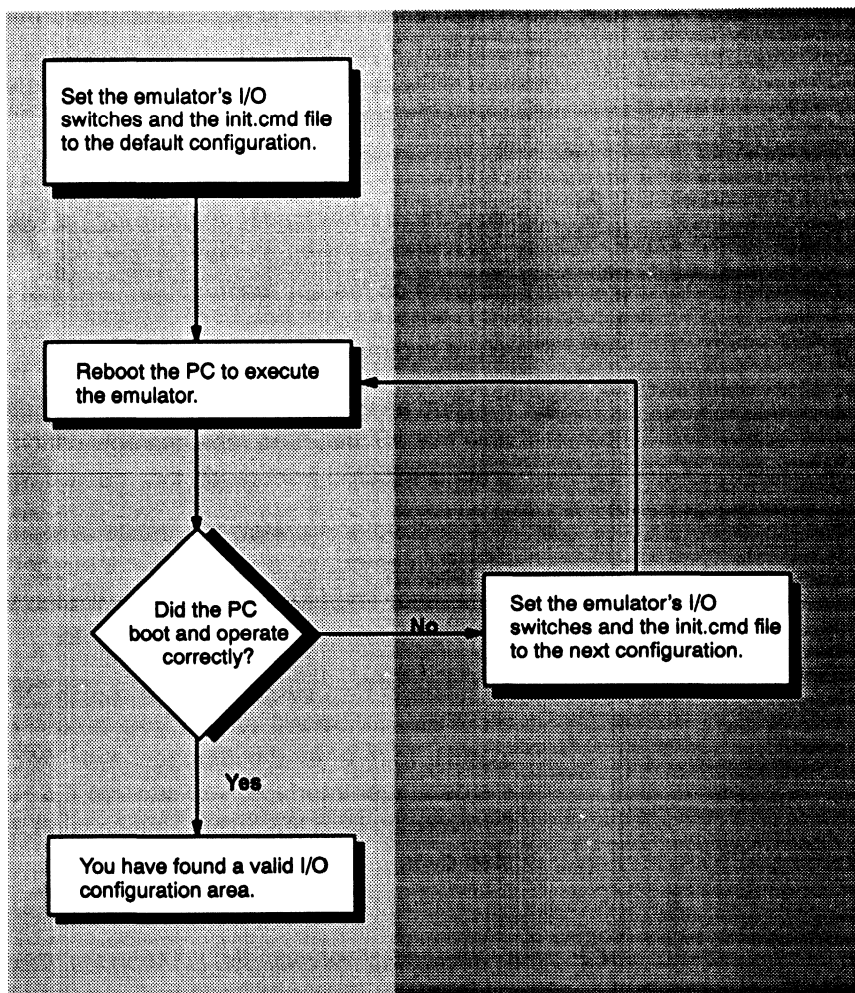 Set the emulator's I/O
switches and the init.cmd file
to the default configuration.
Reboot the PC to execute
the emulator.
Did the PC
boot and operate
correctly?
No
Set the emulator's I/O
switches and the init.cmd file
to the next configuration.
Yes
You have found a valid I/O
configuration area.